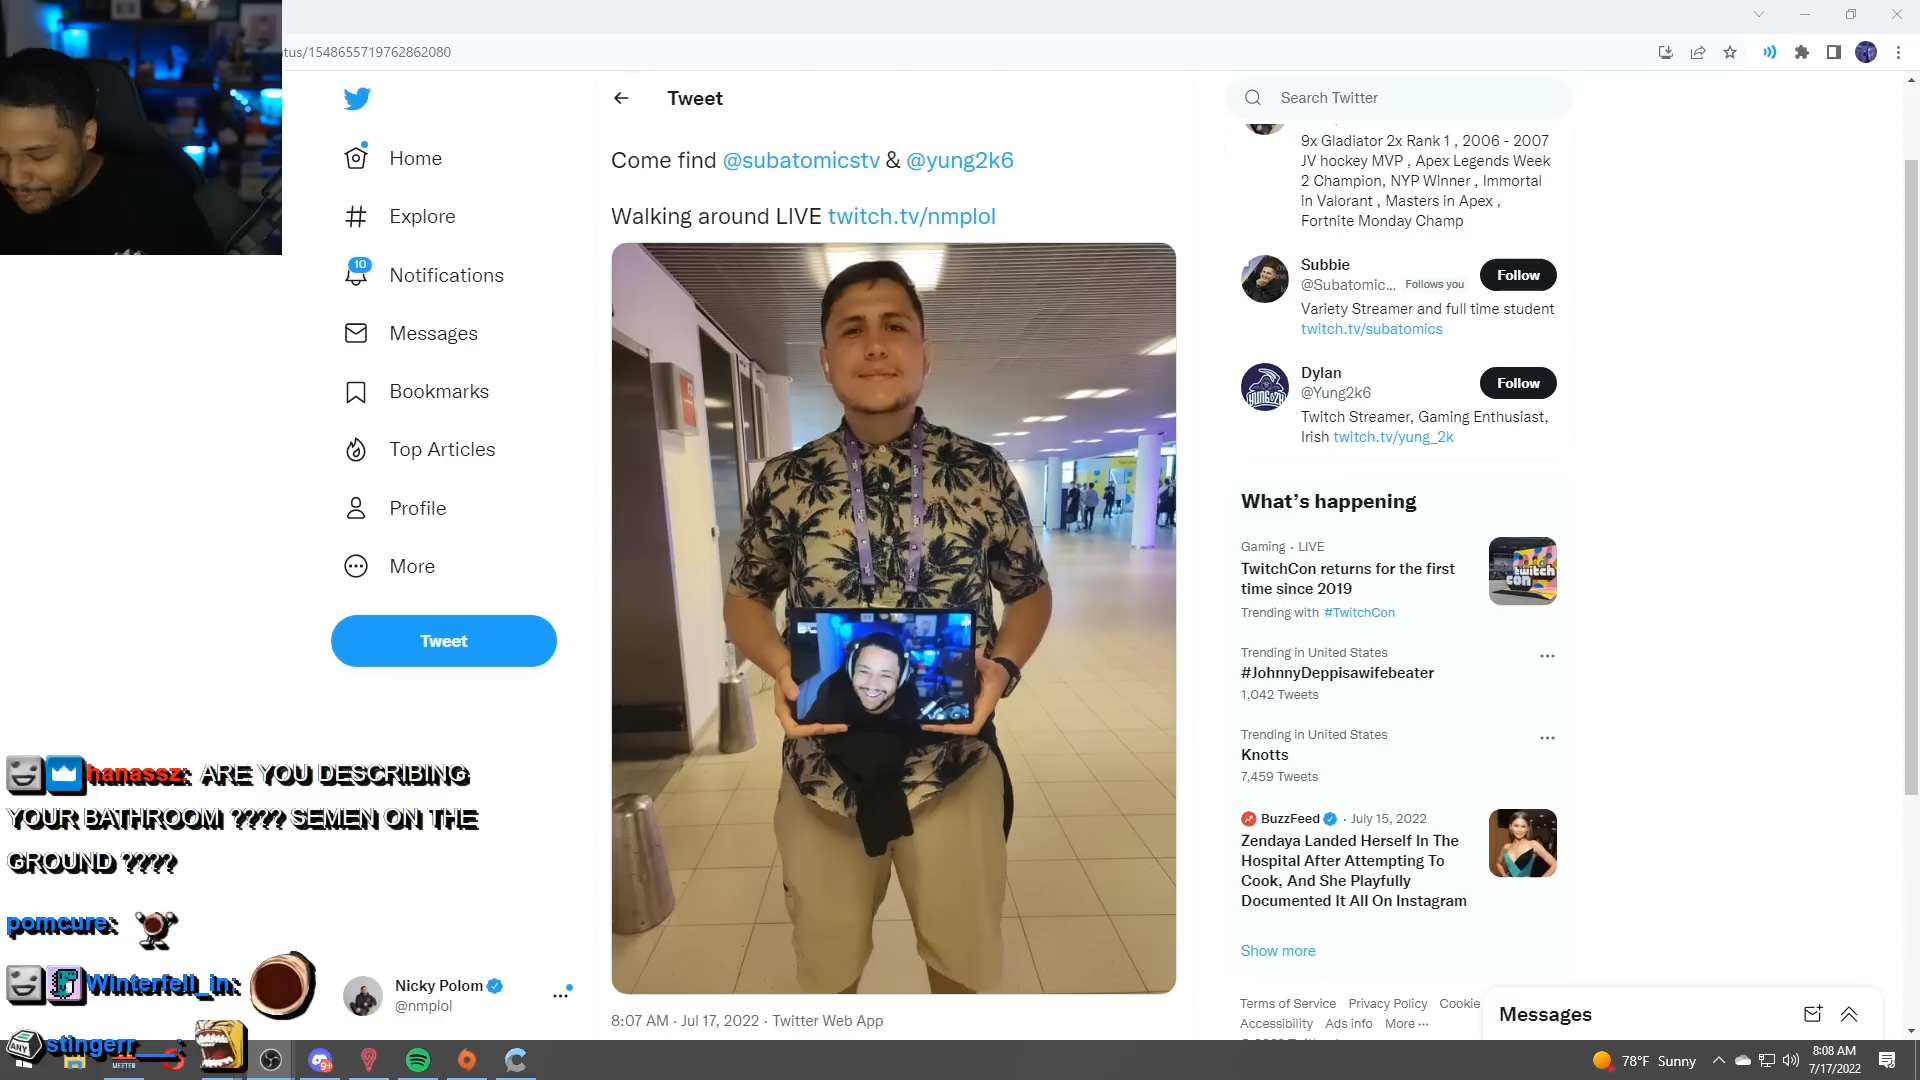 tus/1548655719762862080
Home
Explore
10
Notifications
Messages
Bookmarks
Top Articles
Profile
More
Tweet
Nicky Polom
@nmplol
Tweet
Come find @subatomicstv & @yung2k6
Walking around LIVE twitch.tv/nmplol
8:07 AM · Jul 17, 2022 · Twitter Web App
Search Twitter
9x Gladiator 2x Rank 1 , 2006 - 2007
JV hockey MVP , Apex Legends Week
2 Champion, NYP Winner , Immortal
in Valorant , Masters in Apex ,
Fortnite Monday Champ
Subbie
@Subatomic... Follows you
Follow
Variety Streamer and full time student
twitch.tv/subatomics
Dylan
@Yung2k6
Follow
Twitch Streamer, Gaming Enthusiast,
Irish twitch.tv/yung_2k
What's happening
Gaming · LIVE
TwitchCon returns for the first
time since 2019
Trending with #TwitchCon
twitch
con
Trending in United States
#JohnnyDeppisawifebeater
1,042 Tweets
Trending in United States
Knotts
7,459 Tweets
BuzzFeed · July 15, 2022
Zendaya Landed Herself In The
Hospital After Attempting To
Cook, And She Playfully
Documented It All On Instagram
Show more
Terms of Service Privacy Policy Cookie
Accessibility Ads info More ...
Messages
hanassz: ARE YOU DESCRIBING
YOUR BATHROOM ???? SEMEN ON THE
GROUND ????
pomcure:
Winterfell_in:
ANY
stingerr___:
MEETER
9+
78°F Sunny
8:08 AM
7/17/2022